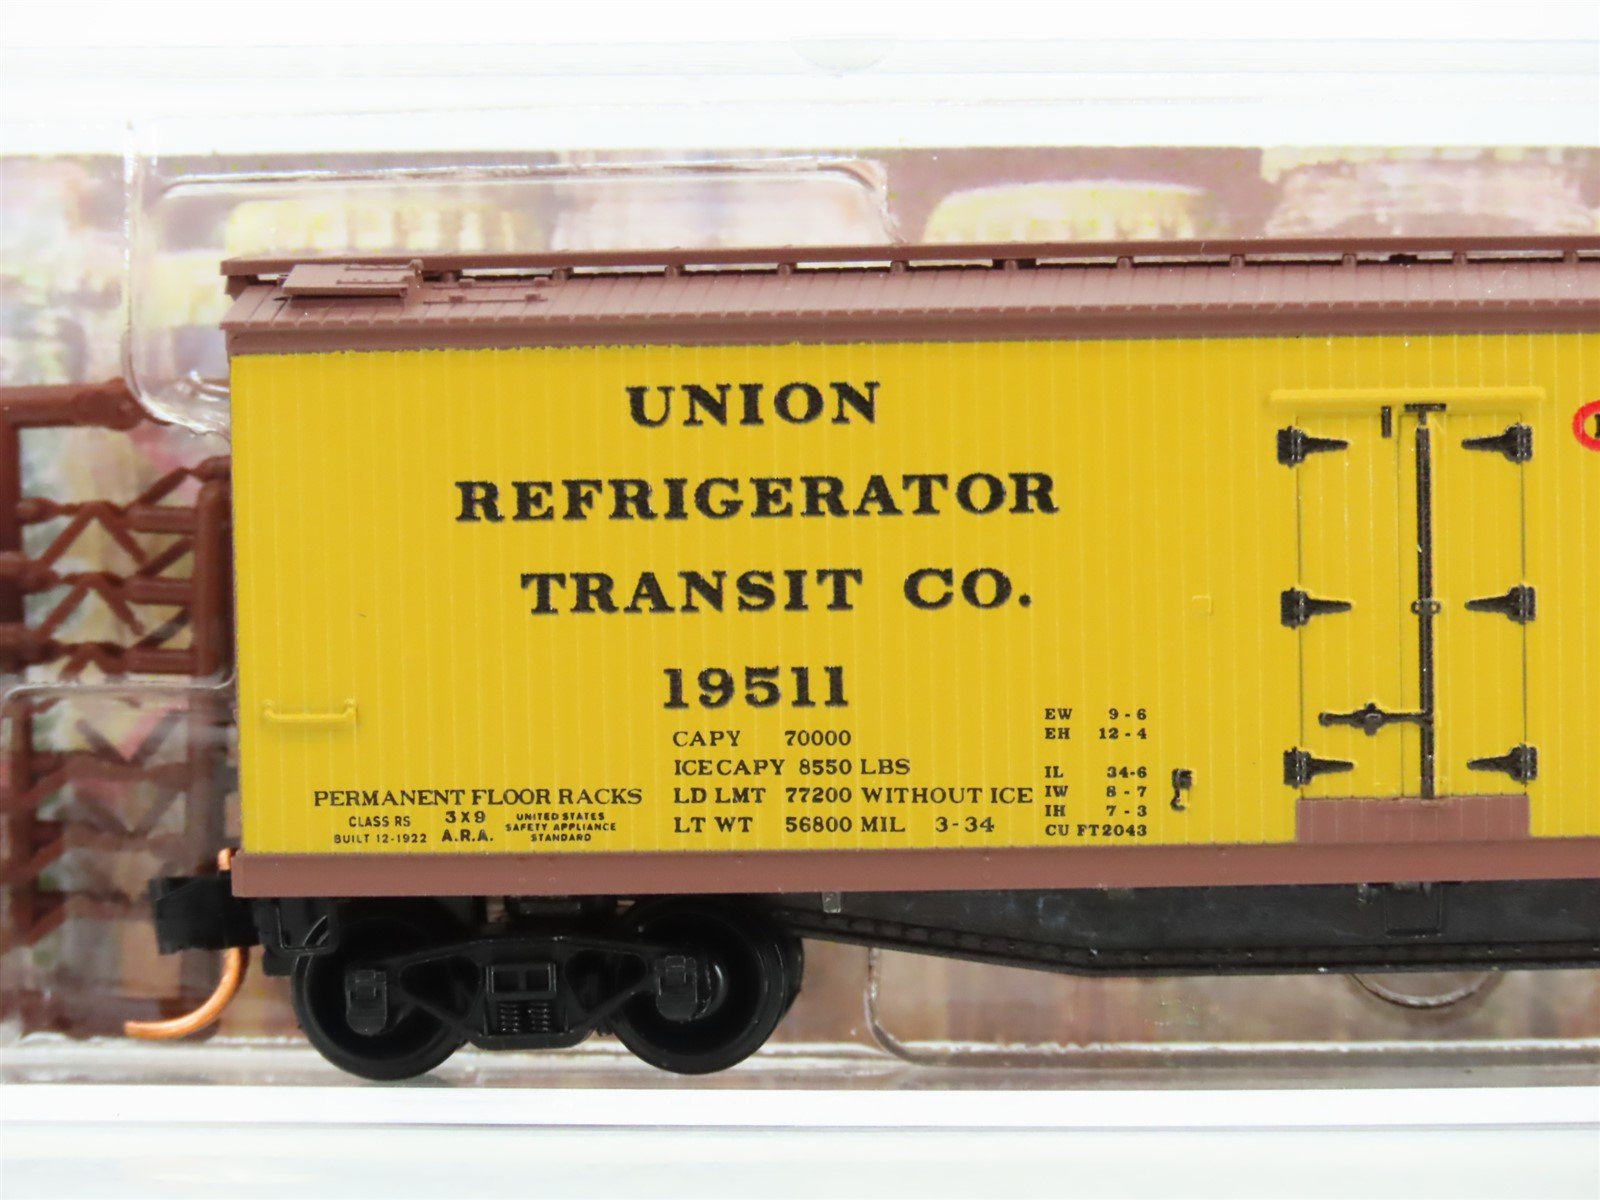 UNION
REFRIGERATOR
TRANSIT CO.
19511
CAPY 70000
ICE CAPY 8550 LBS
LD LMT 77200 WITHOUT ICE
LT WT 56800 MIL 3-34
PERMANENT FLOOR RACKS
CLASS RS 3X9 UNITED STATES
SAFETY APPLIANCE
BUILT 12-1922 A.R.A. STANDARD
EW 9-6
EH 12-4
IL 34-6
IW 8-7
IH 7-3
CU FT 2043